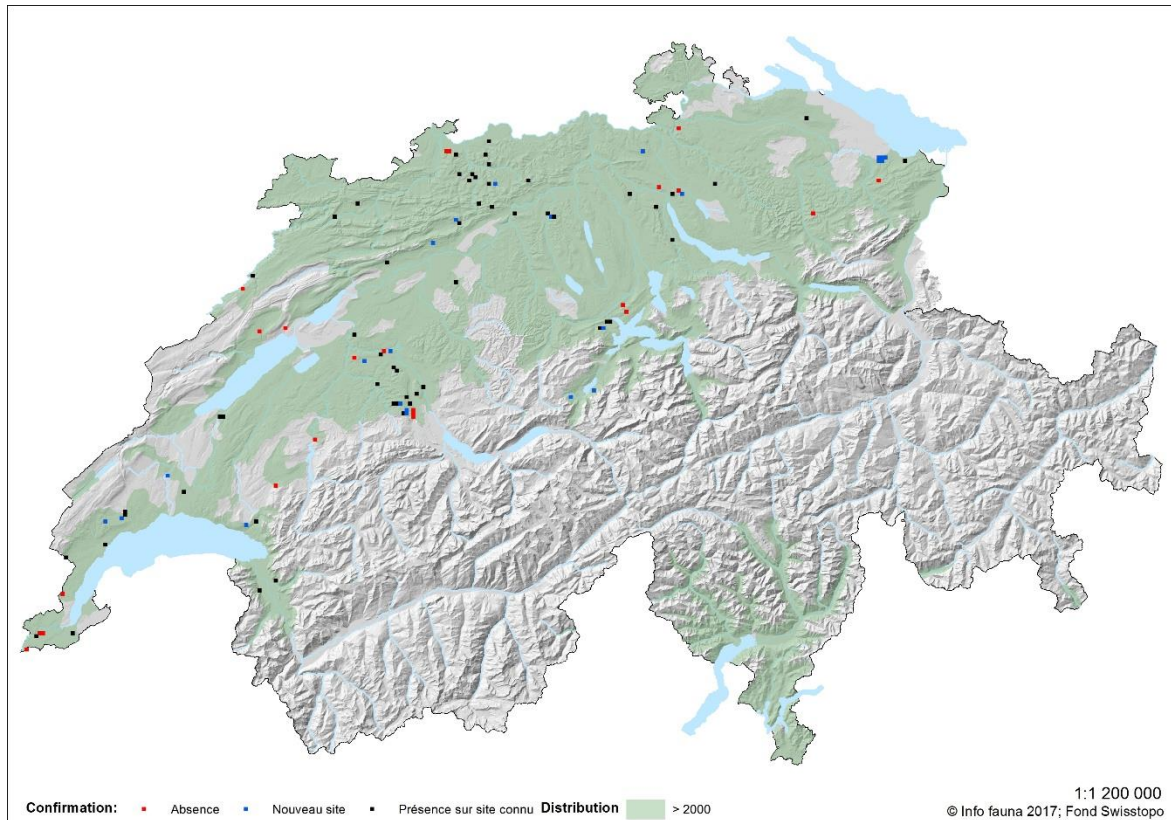 Confirmation: Absence Nouveau site Présence sur site connu Distribution > 2000
1:1 200 000
© Info fauna 2017; Fond Swisstopo